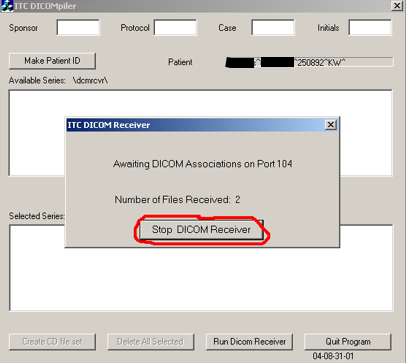 ITC DICOMpiler
Sponsor Protocol Case Initials
Make Patient ID Patient ^250892^KW^
Available Series: \dcmrcvr\
ITC DICOM Receiver
Awaiting DICOM Associations on Port 104
Number of Files Received: 2
Stop DICOM Receiver
Selected Series:
Create CD file set Delete All Selected Run Dicom Receiver Quit Program
04-08-31-01